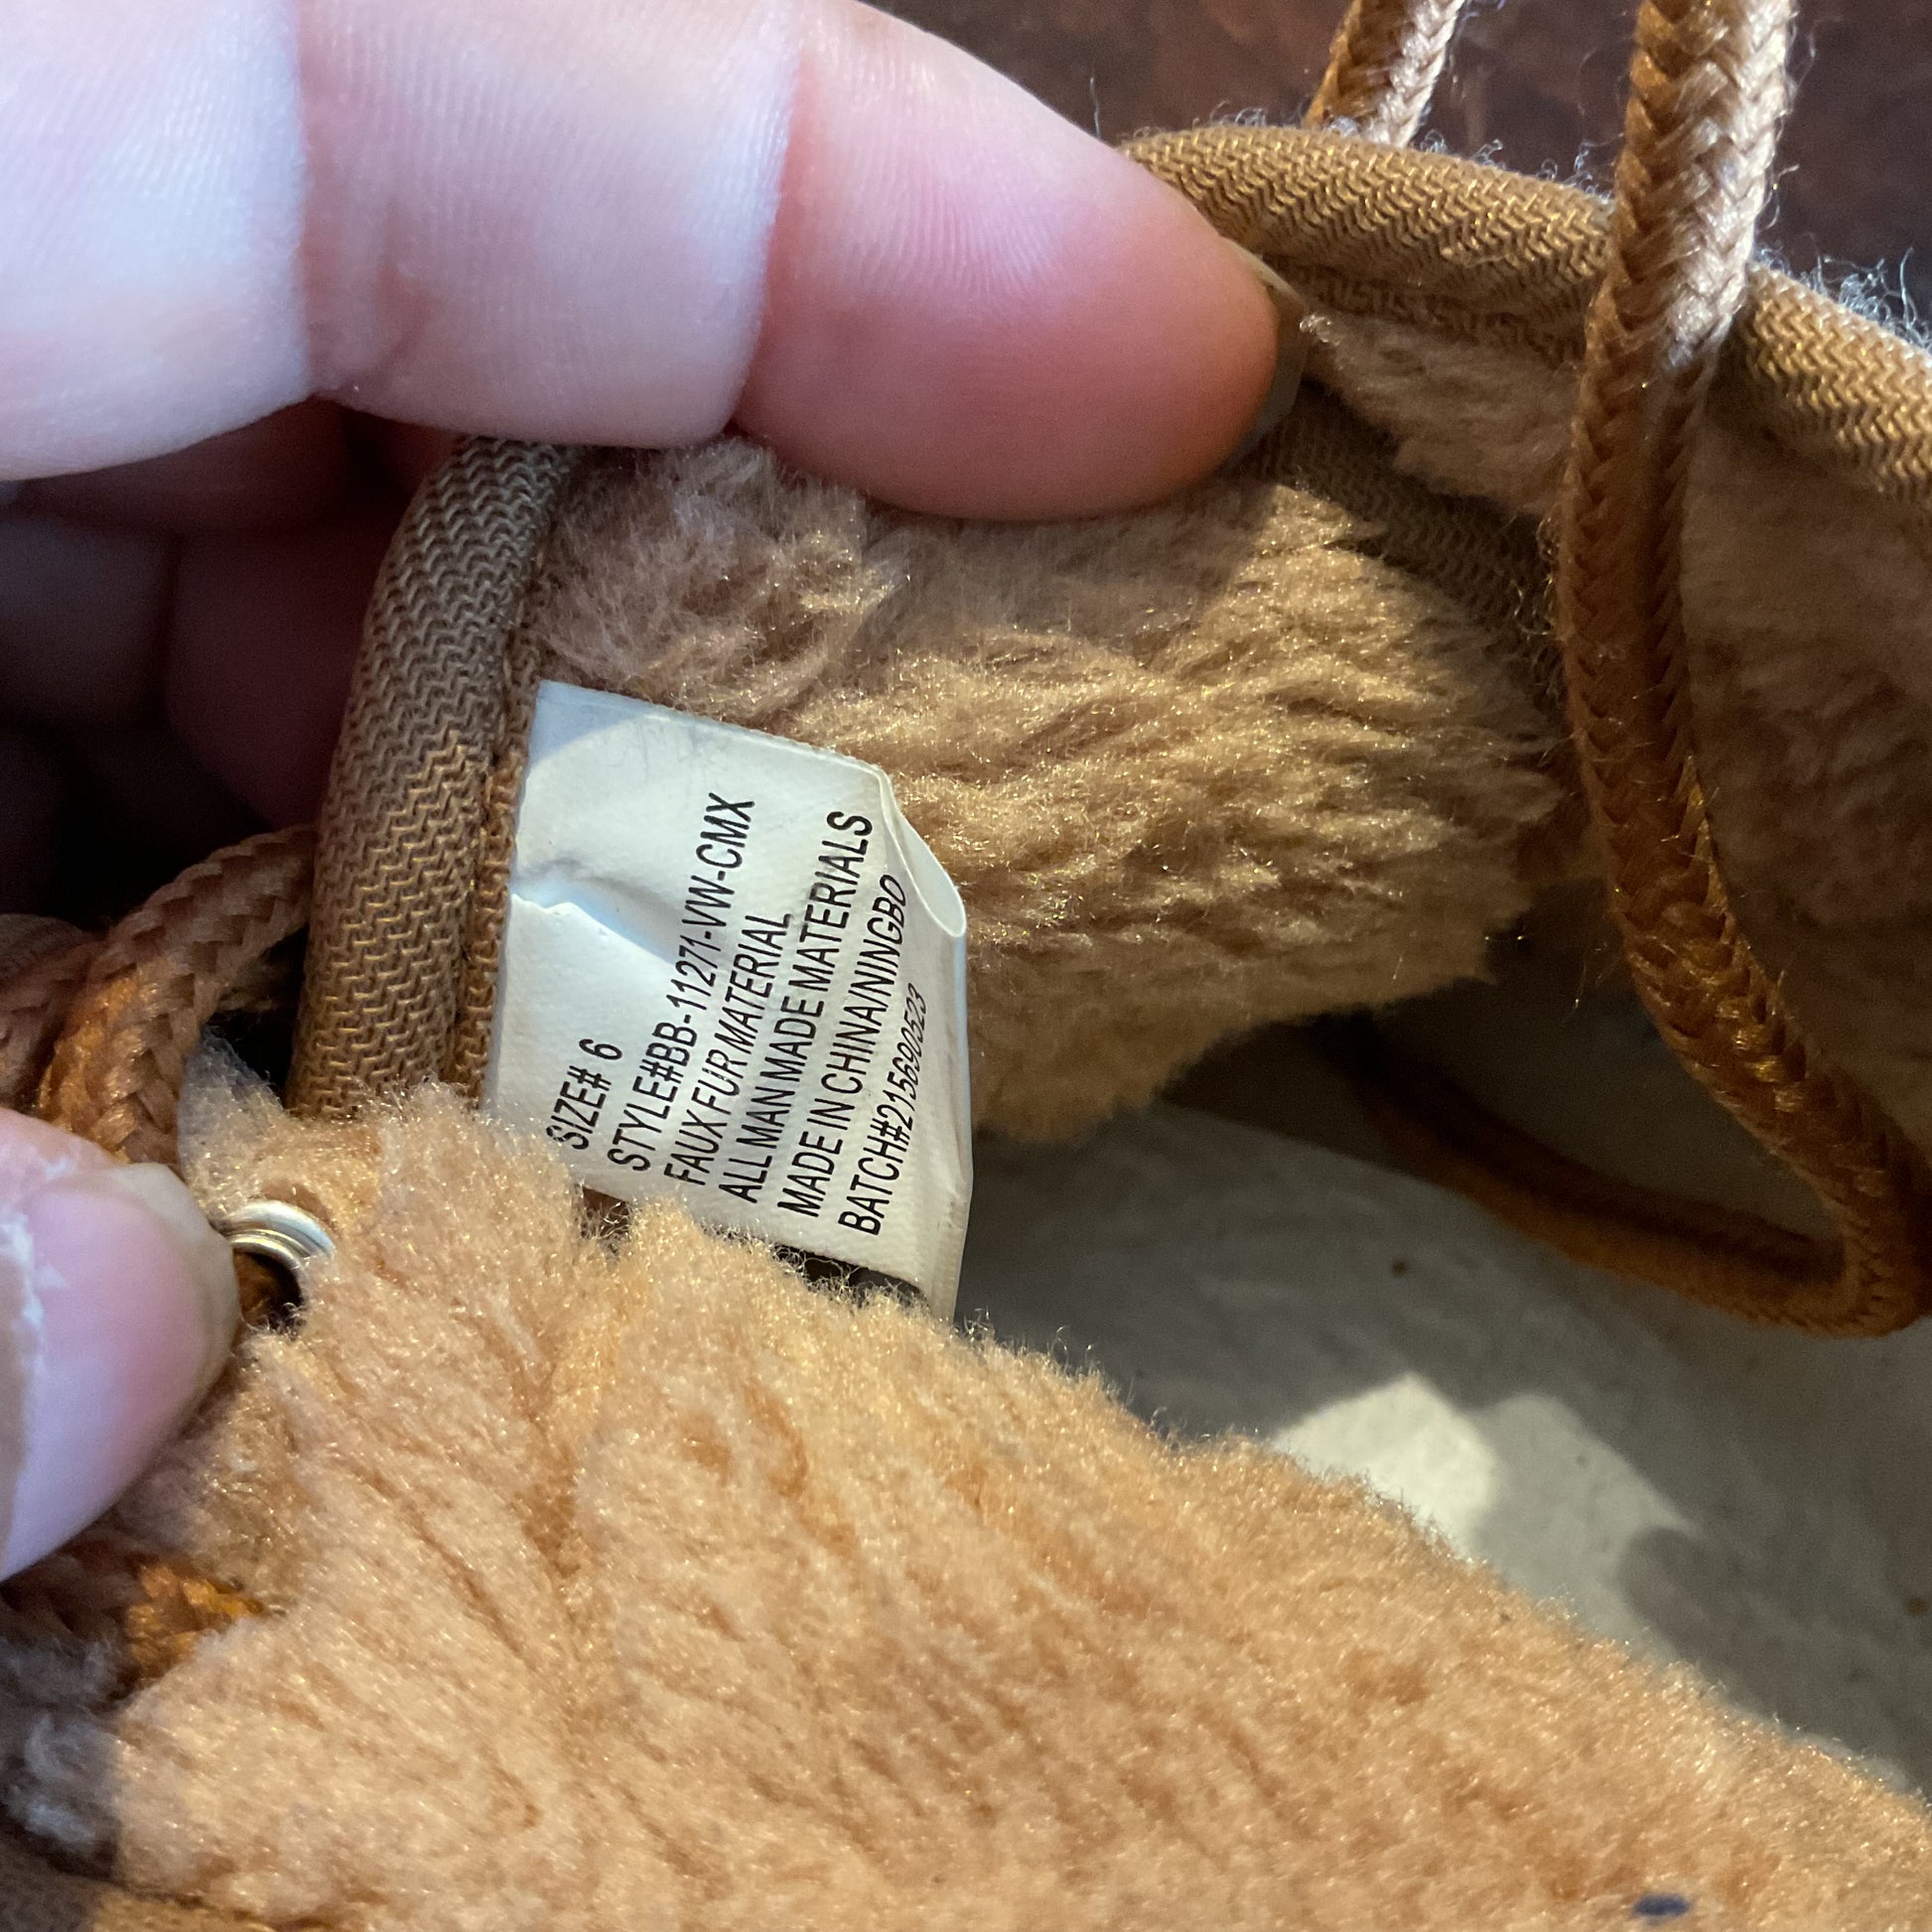 SIZE# 6
STYLE#BB-11271-VW-CMX
FAUX FUR MATERIAL
ALL MAN MADE MATERIALS
MADE IN CHINA/NINGBO
BATCH#215690523